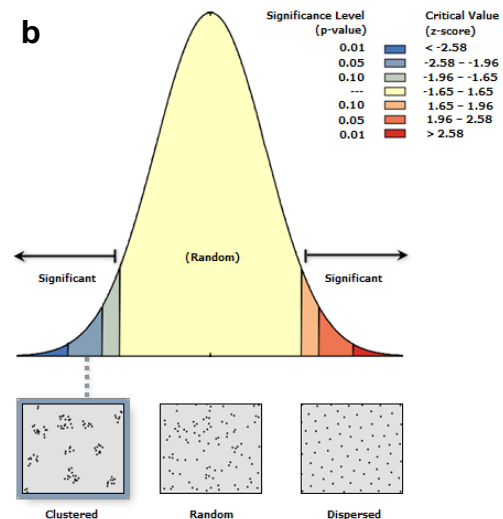 b
Significance Level Critical Value
(p-value) (z-score)
0.01 < -2.58
0.05 -2.58 – -1.96
0.10 -1.96 – -1.65
--- -1.65 – 1.65
0.10 1.65 – 1.96
0.05 1.96 – 2.58
0.01 > 2.58
(Random)
Significant Significant
Clustered Random Dispersed